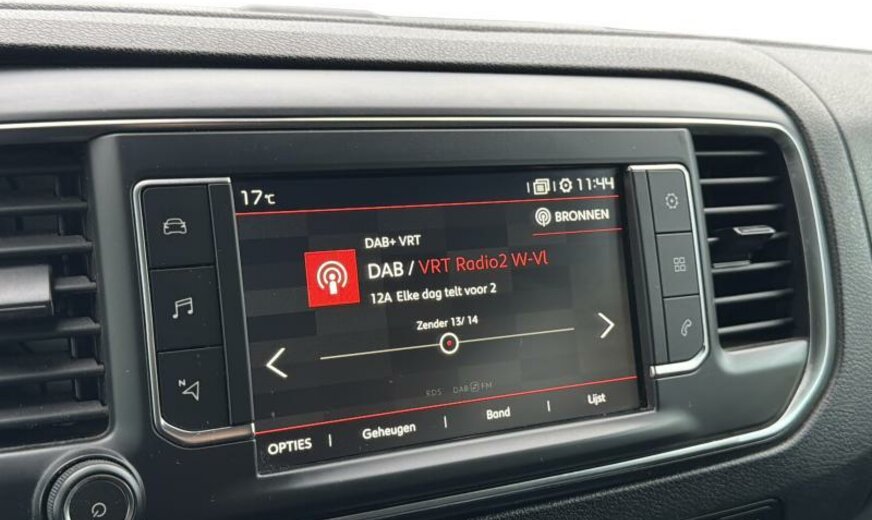 17°C
11:44
BRONNEN
DAB+ VRT
DAB / VRT Radio2 W-Vl
12A Elke dag telt voor 2
Zender 13/ 14
RDS DAB FM
OPTIES | Geheugen | Band | Lijst
N